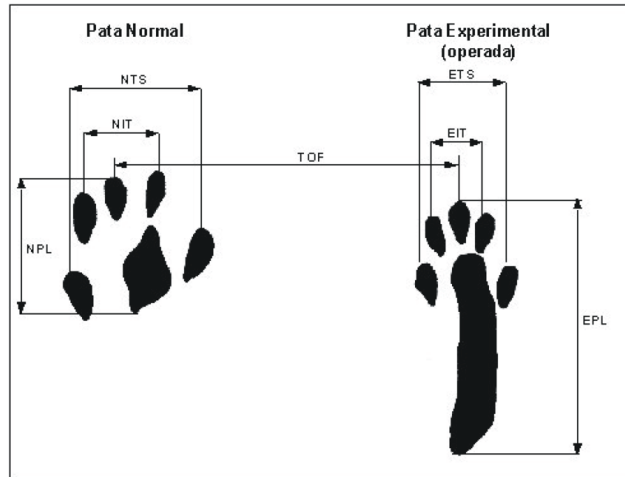 Pata Normal
Pata Experimental
(operada)
NTS
ETS
NIT
EIT
TOF
NPL
EPL